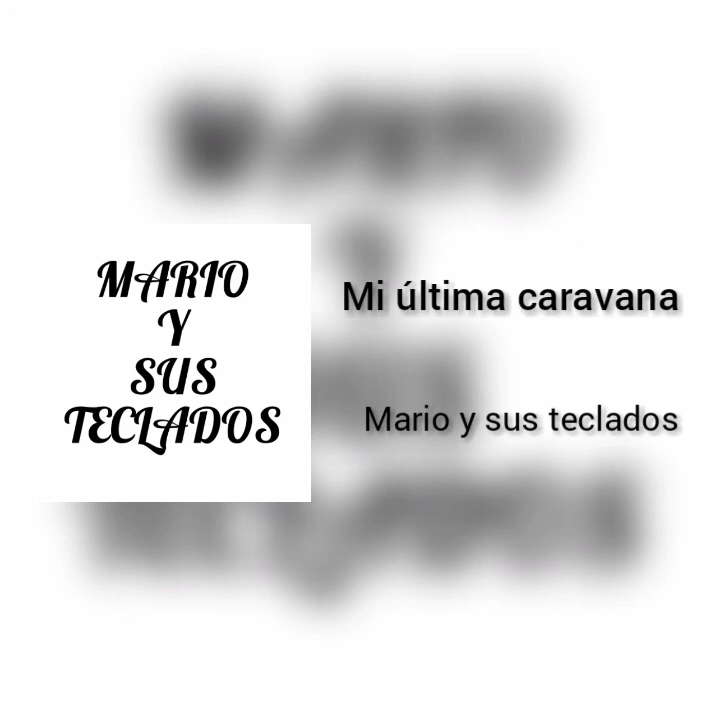 MARIO
Y
SUS
TECLADOS
Mi última caravana
Mario y sus teclados